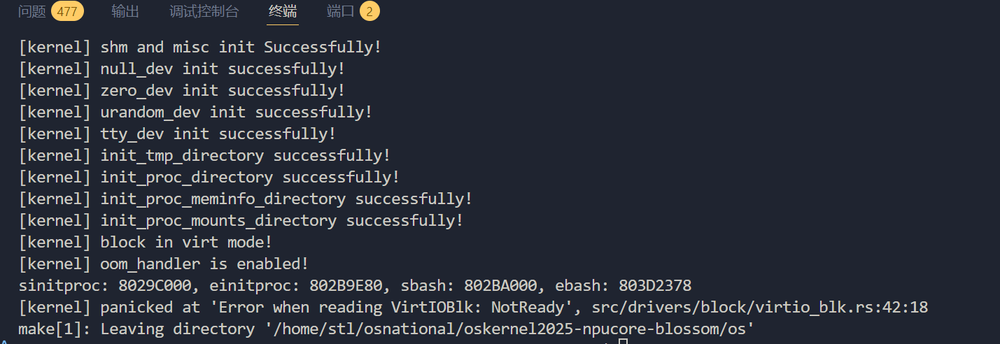 问题 477 输出 调试控制台 终端 端口 2
[kernel] shm and misc init Successfully!
[kernel] null_dev init successfully!
[kernel] zero_dev init successfully!
[kernel] urandom_dev init successfully!
[kernel] tty_dev init successfully!
[kernel] init_tmp_directory successfully!
[kernel] init_proc_directory successfully!
[kernel] init_proc_meminfo_directory successfully!
[kernel] init_proc_mounts_directory successfully!
[kernel] block in virt mode!
[kernel] oom_handler is enabled!
sinitproc: 8029C000, einitproc: 802B9E80, sbash: 802BA000, ebash: 803D2378
[kernel] panicked at 'Error when reading VirtIOBlk: NotReady', src/drivers/block/virtio_blk.rs:42:18
make[1]: Leaving directory '/home/stl/osnational/oskernel2025-npucore-blossom/os'